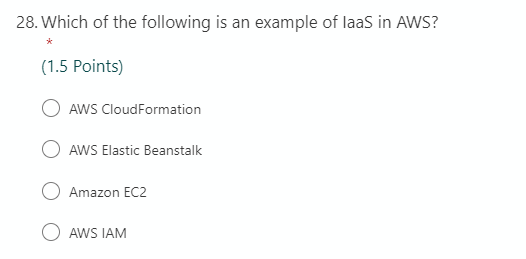 28. Which of the following is an example of IaaS in AWS?
*
(1.5 Points)
AWS CloudFormation
AWS Elastic Beanstalk
Amazon EC2
AWS IAM